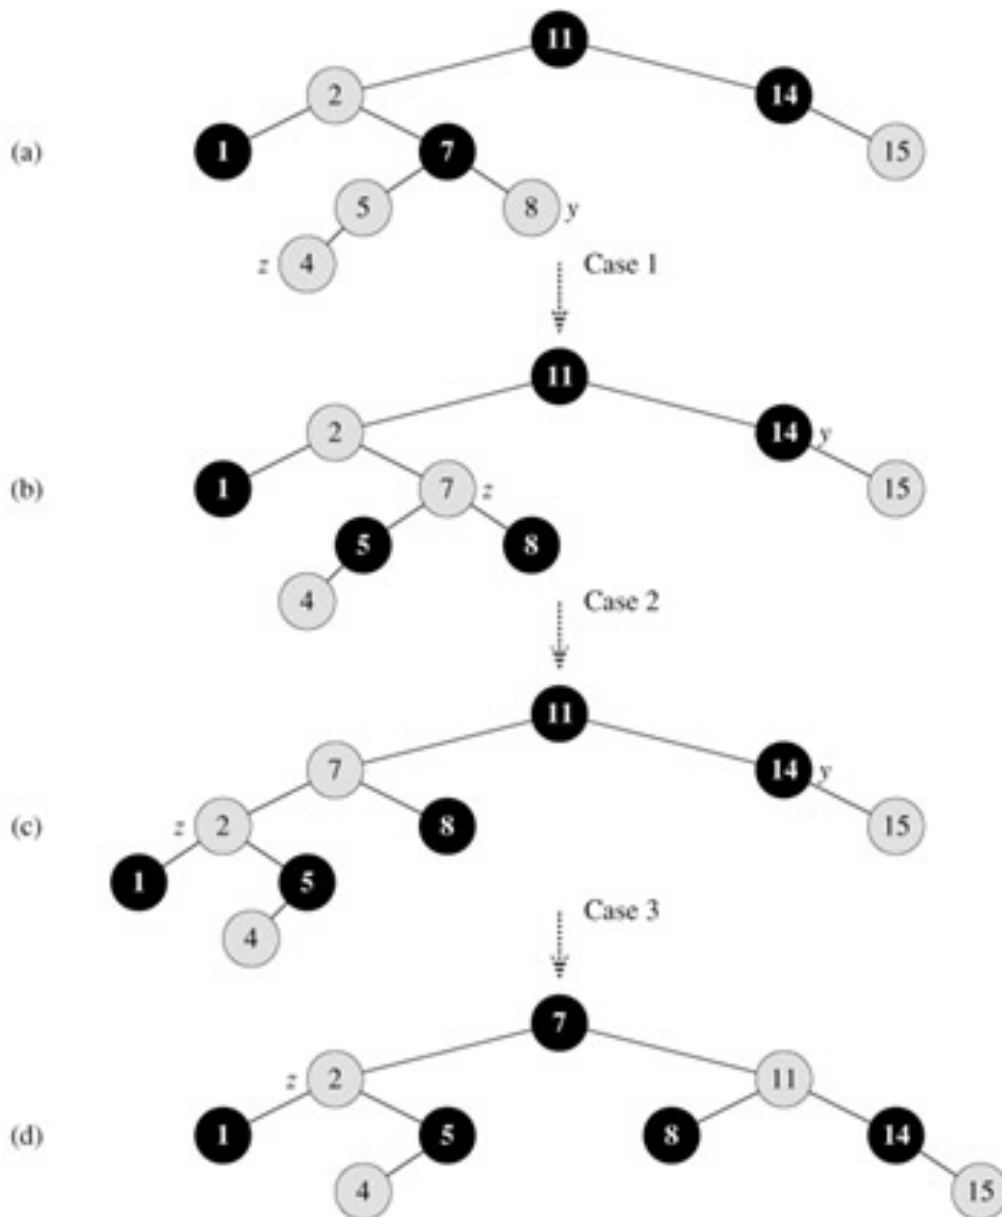 11
2 14
(a) 1 7 15
5 8 y
z 4 Case 1
11
2 14 y
(b) 1 7 z 15
5 8
4 Case 2
11
7 14 y
(c) z 2 8 15
1 5
4 Case 3
7
z 2 11
(d) 1 5 8 14
4 15